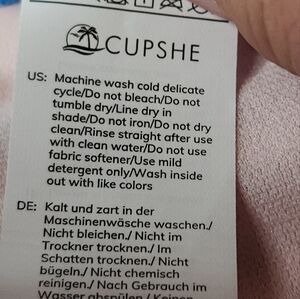 CUPSHE
US: Machine wash cold delicate
cycle/Do not bleach/Do not
tumble dry/Line dry in
shade/Do not iron/Do not dry
clean/Rinse straight after use
with clean water/Do not use
fabric softener/Use mild
detergent only/Wash inside
out with like colors
DE: Kalt und zart in der
Maschinenwäsche waschen./
Nicht bleichen./ Nicht im
Trockner trocknen./ Im
Schatten trocknen./ Nicht
bügeln./ Nicht chemisch
reinigen./ Nach Gebrauch im
Wasser abspülen./ Keinen